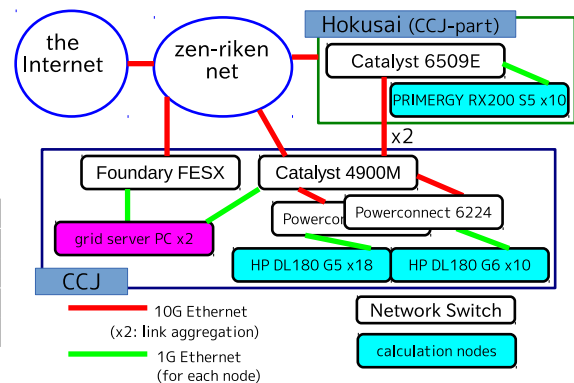 the
Internet
zen-riken
net
Hokusai (CCJ-part)
Catalyst 6509E
PRIMERGY RX200 S5 x10
x2
Foundary FESX
Catalyst 4900M
Powercon
Powerconnect 6224
grid server PC x2
HP DL180 G5 x18
HP DL180 G6 x10
CCJ
10G Ethernet
(x2: link aggregation)
1G Ethernet
(for each node)
Network Switch
calculation nodes